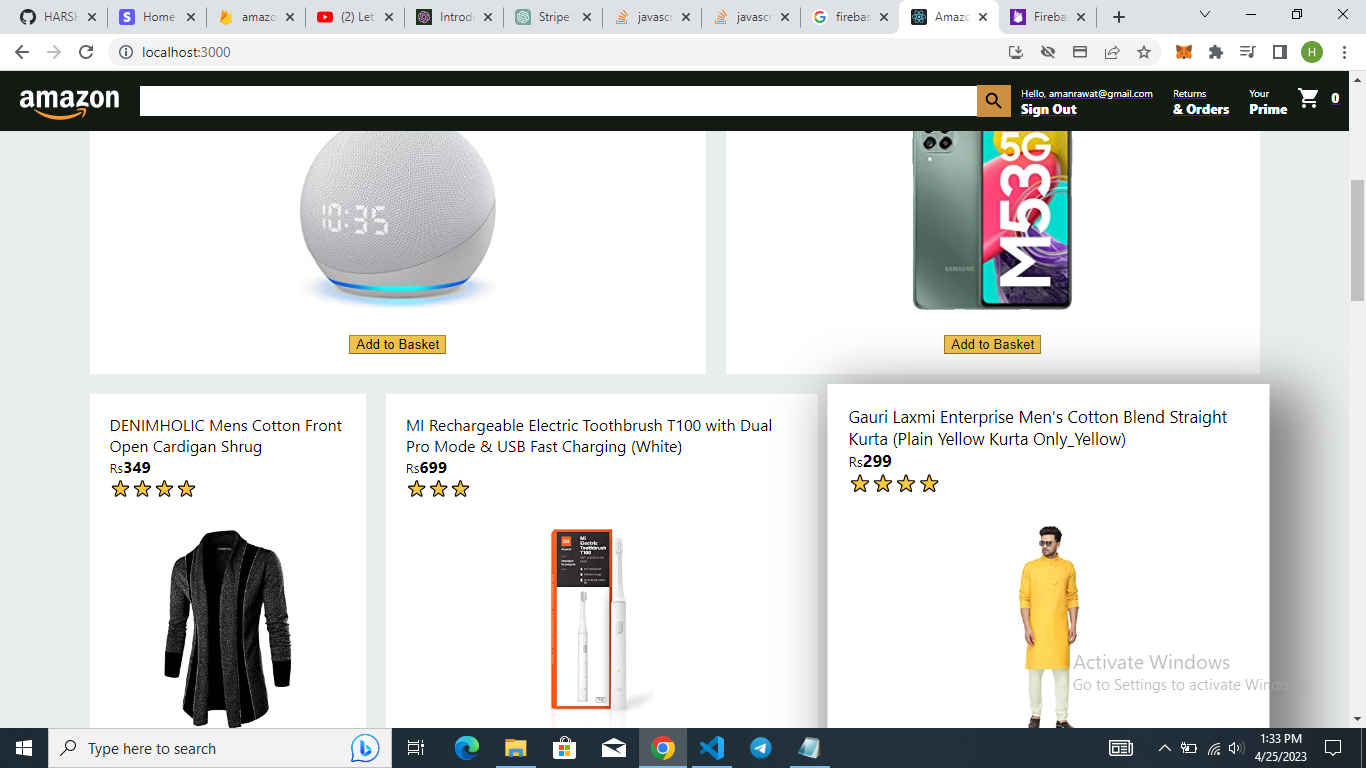 HARSH
Home
amazo
(2) Let
Introdu
Stripe
javascr
javascr
firebas
Amazo
Fireba
localhost:3000
H
amazon
Hello, amanrawat@gmail.com
Sign Out
Returns
& Orders
Your
Prime
0
10:35
SAMSUNG
M53 5G
Add to Basket
Add to Basket
DENIMHOLIC Mens Cotton Front
Open Cardigan Shrug
Rs349
MI Rechargeable Electric Toothbrush T100 with Dual
Pro Mode & USB Fast Charging (White)
Rs699
Gauri Laxmi Enterprise Men's Cotton Blend Straight
Kurta (Plain Yellow Kurta Only_Yellow)
Rs299
Mi
Electric
Toothbrush
T100
Activate Windows
Go to Settings to activate Windows.
Type here to search
1:33 PM
4/25/2023